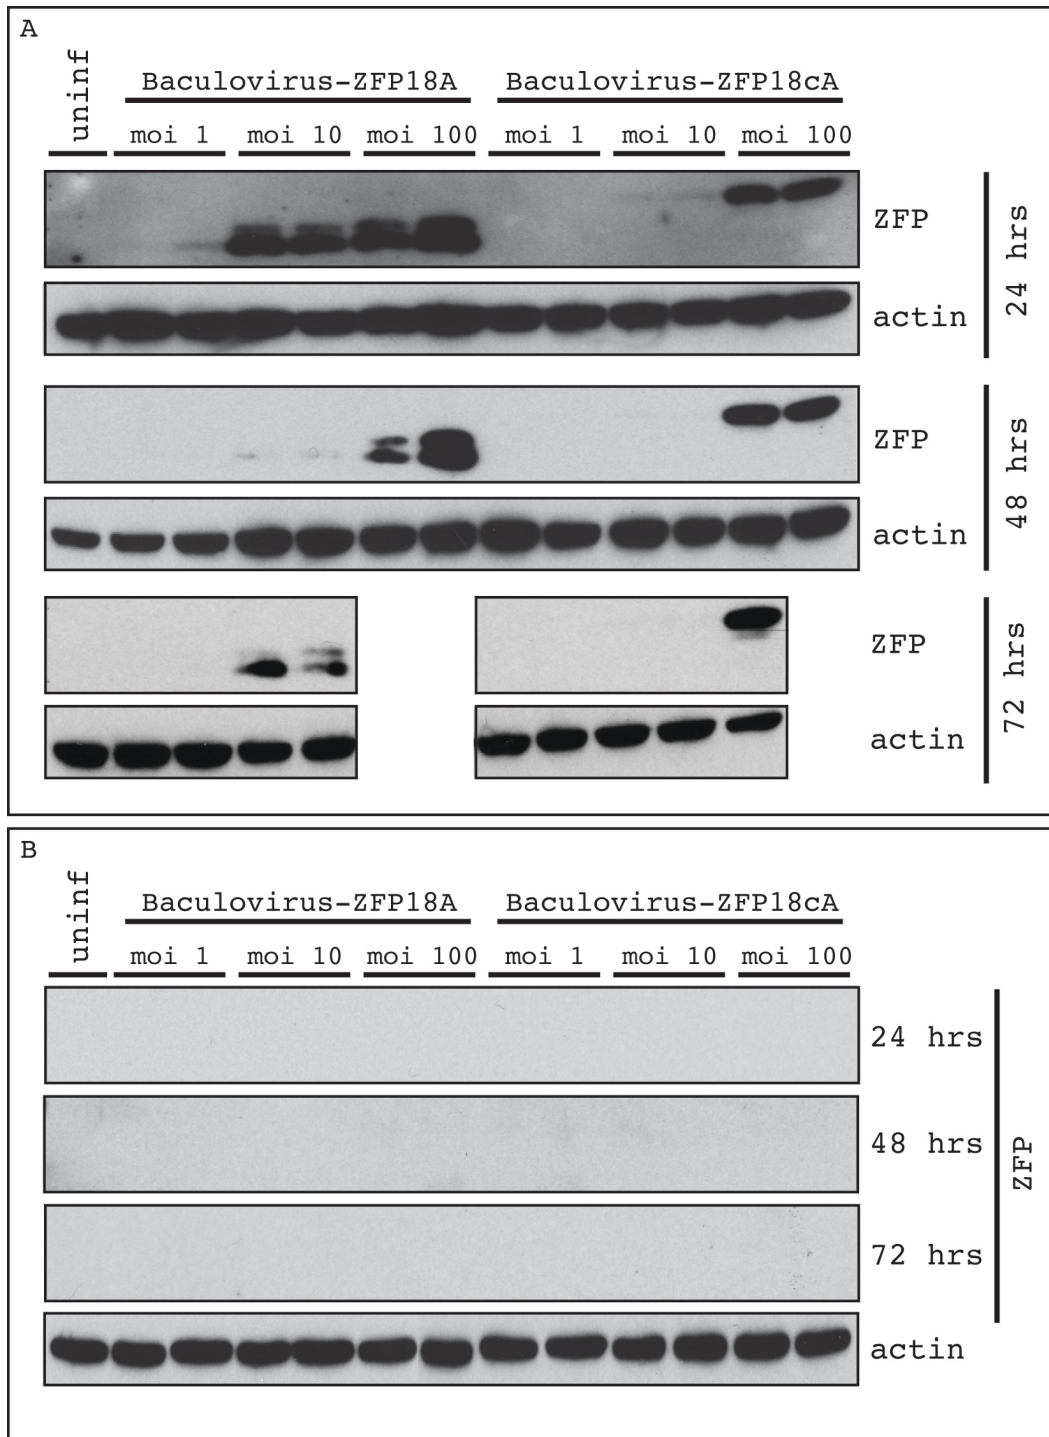 A
uninf
Baculovirus-ZFP18A Baculovirus-ZFP18cA
moi 1 moi 10 moi 100 moi 1 moi 10 moi 100
ZFP
actin
24 hrs
ZFP
actin
48 hrs
ZFP
actin
72 hrs
B
uninf
Baculovirus-ZFP18A Baculovirus-ZFP18cA
moi 1 moi 10 moi 100 moi 1 moi 10 moi 100
24 hrs
48 hrs
72 hrs
ZFP
actin